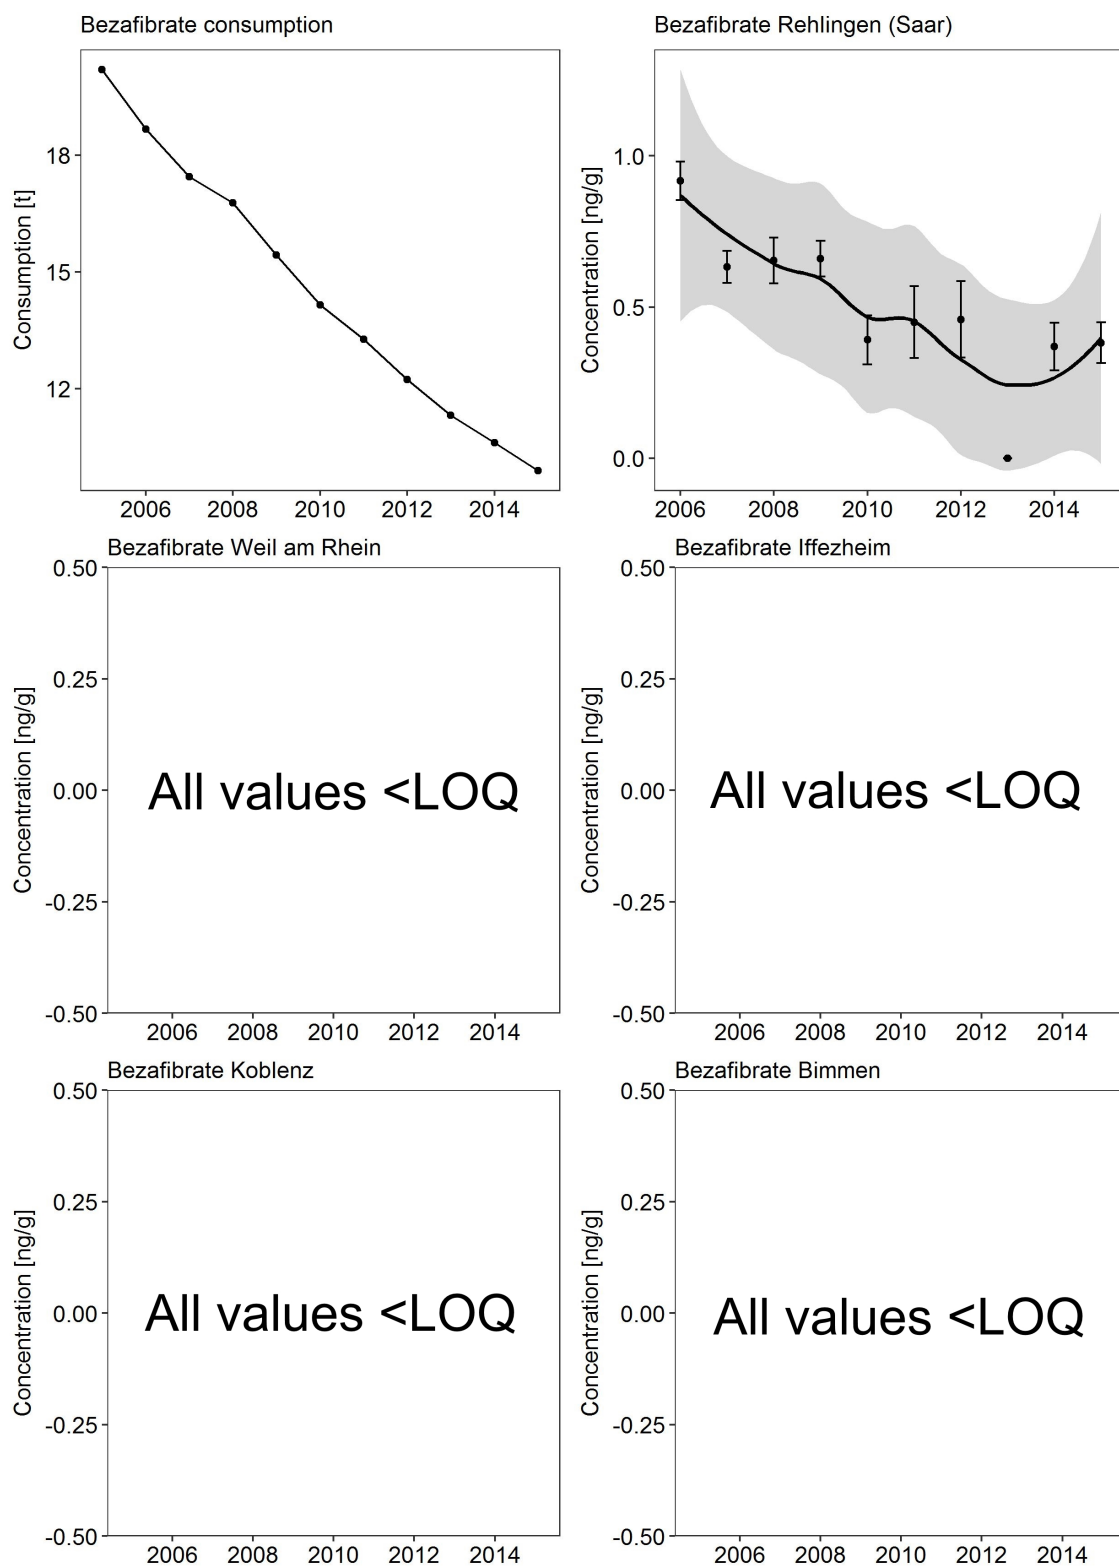 Bezafibrate consumption
Consumption [t]
18
15
12
2006 2008 2010 2012 2014
Bezafibrate Rehlingen (Saar)
Concentration [ng/g]
1.0
0.5
0.0
2006 2008 2010 2012 2014
Bezafibrate Weil am Rhein
Concentration [ng/g]
0.50
0.25
0.00
-0.25
-0.50
All values <LOQ
2006 2008 2010 2012 2014
Bezafibrate Iffezheim
Concentration [ng/g]
0.50
0.25
0.00
-0.25
-0.50
All values <LOQ
2006 2008 2010 2012 2014
Bezafibrate Koblenz
Concentration [ng/g]
0.50
0.25
0.00
-0.25
-0.50
All values <LOQ
2006 2008 2010 2012 2014
Bezafibrate Bimmen
Concentration [ng/g]
0.50
0.25
0.00
-0.25
-0.50
All values <LOQ
2006 2008 2010 2012 2014